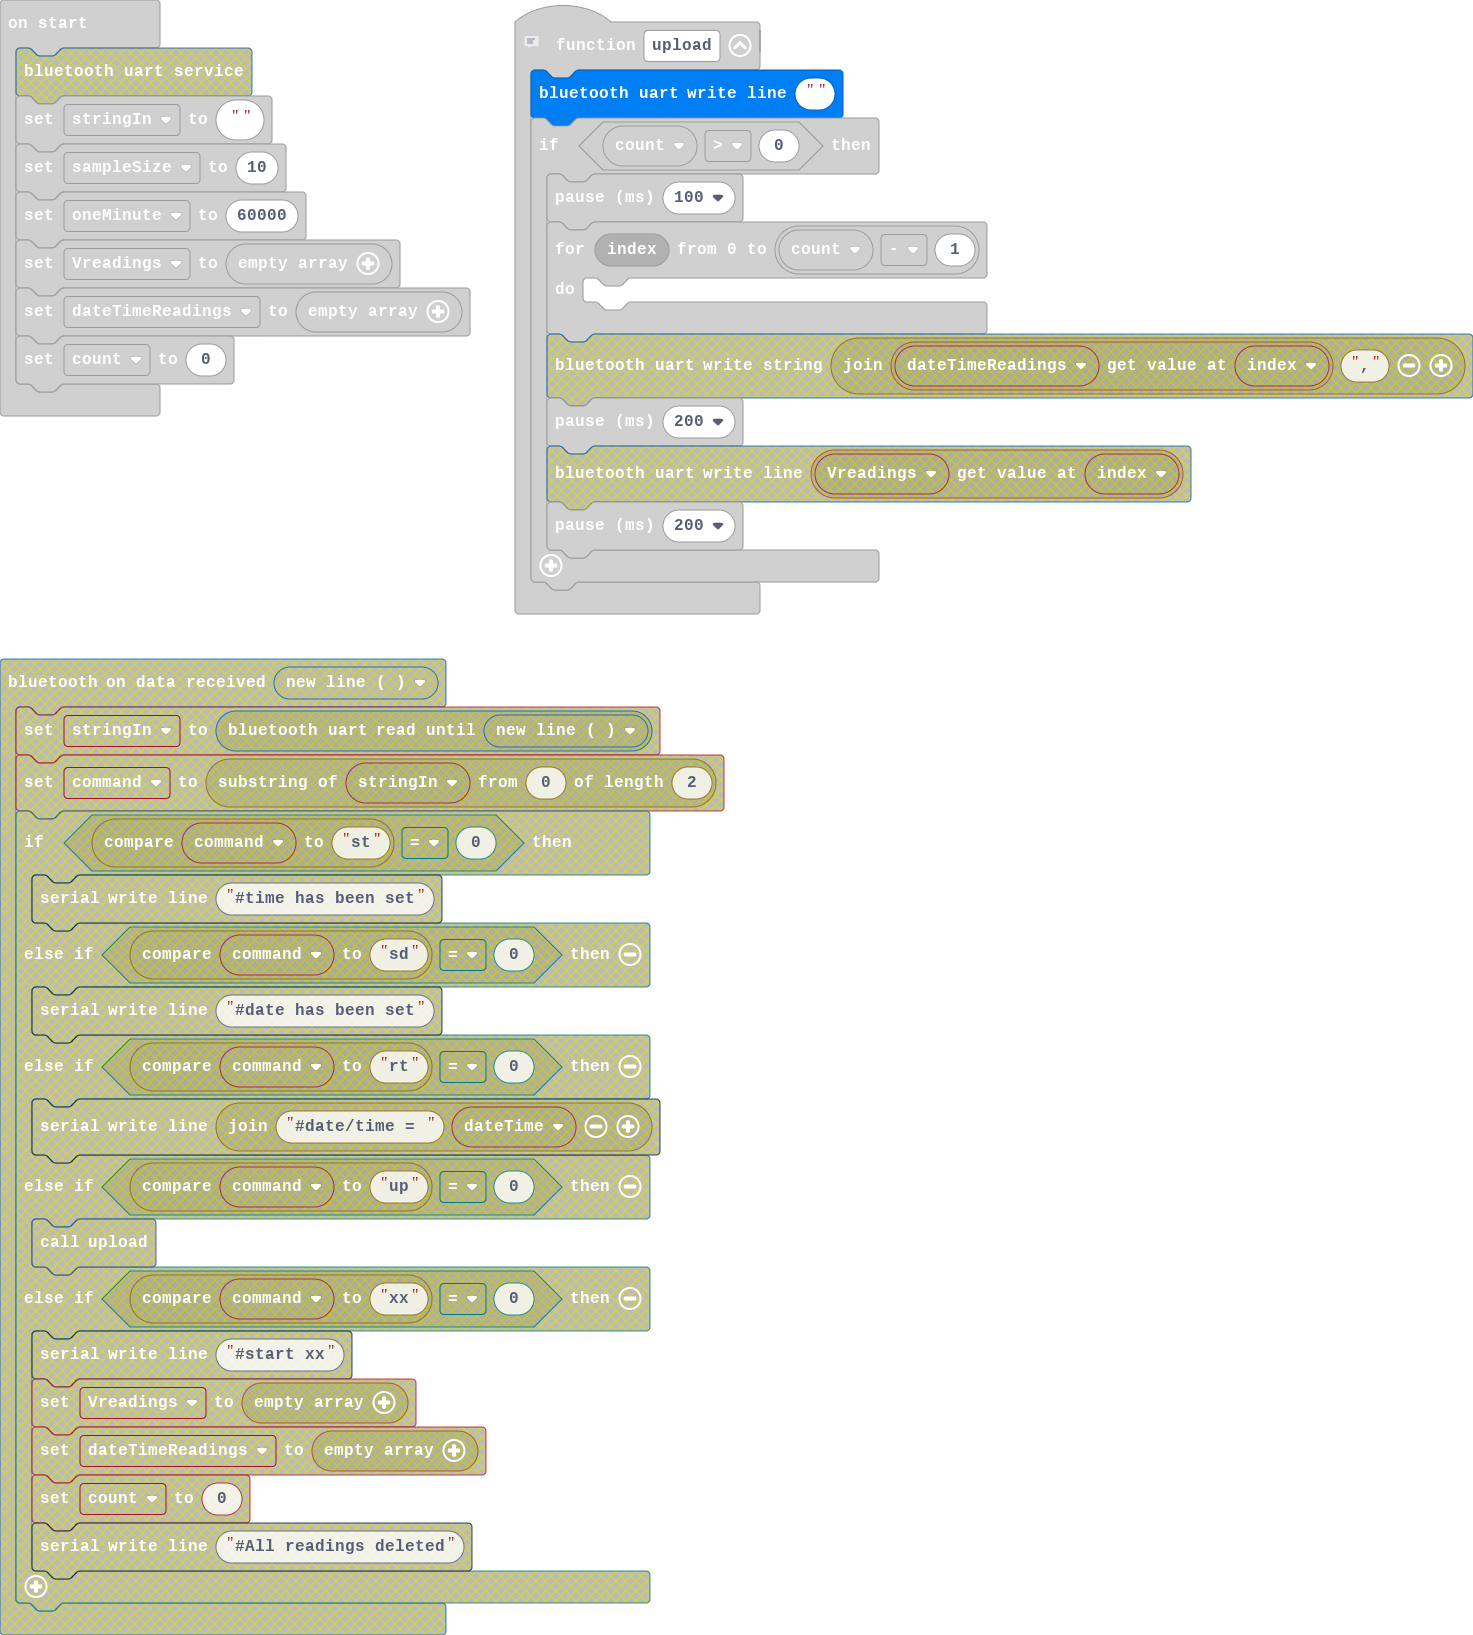 on start
bluetooth uart service
set stringIn to ""
set sampleSize to 10
set oneMinute to 60000
set Vreadings to empty array
set dateTimeReadings to empty array
set count to 0
function upload
bluetooth uart write line ""
if count > 0 then
pause (ms) 100
for index from 0 to count - 1
do
bluetooth uart write string join dateTimeReadings get value at index ","
pause (ms) 200
bluetooth uart write line Vreadings get value at index
pause (ms) 200
bluetooth on data received new line ( )
set stringIn to bluetooth uart read until new line ( )
set command to substring of stringIn from 0 of length 2
if compare command to "st" = 0 then
serial write line "#time has been set"
else if compare command to "sd" = 0 then
serial write line "#date has been set"
else if compare command to "rt" = 0 then
serial write line join "#date/time = " dateTime
else if compare command to "up" = 0 then
call upload
else if compare command to "xx" = 0 then
serial write line "#start xx"
set Vreadings to empty array
set dateTimeReadings to empty array
set count to 0
serial write line "#All readings deleted"